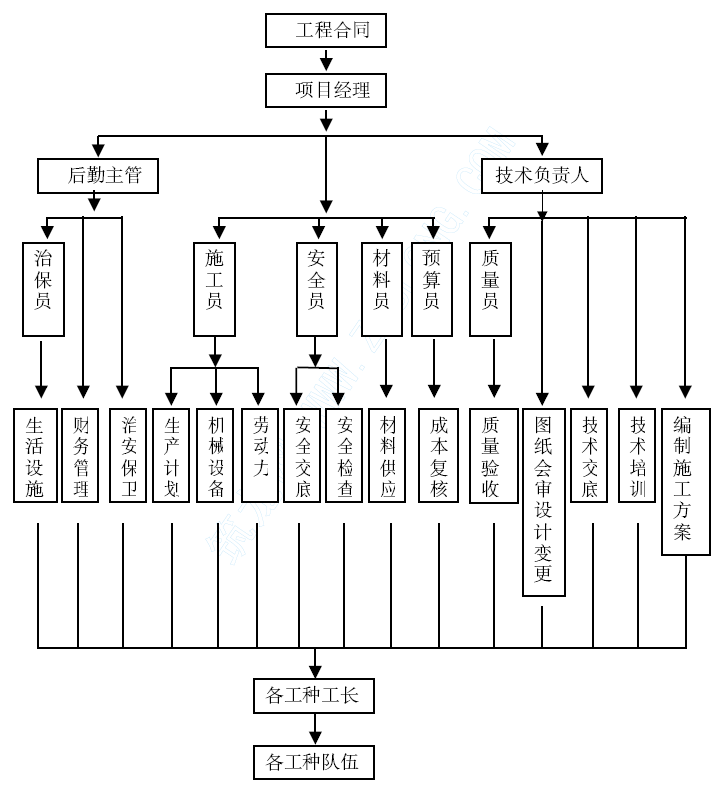 工程合同
项目经理
后勤主管
技术负责人
治保员
施工员
安全员
材料员
预算员
质量员
生活设施
财务管理
治安保卫
生产计划
机械设备
劳动力
安全交底
安全检查
材料供应
成本复核
质量验收
图纸会审设计变更
技术交底
技术培训
编制施工方案
各工种工长
各工种队伍